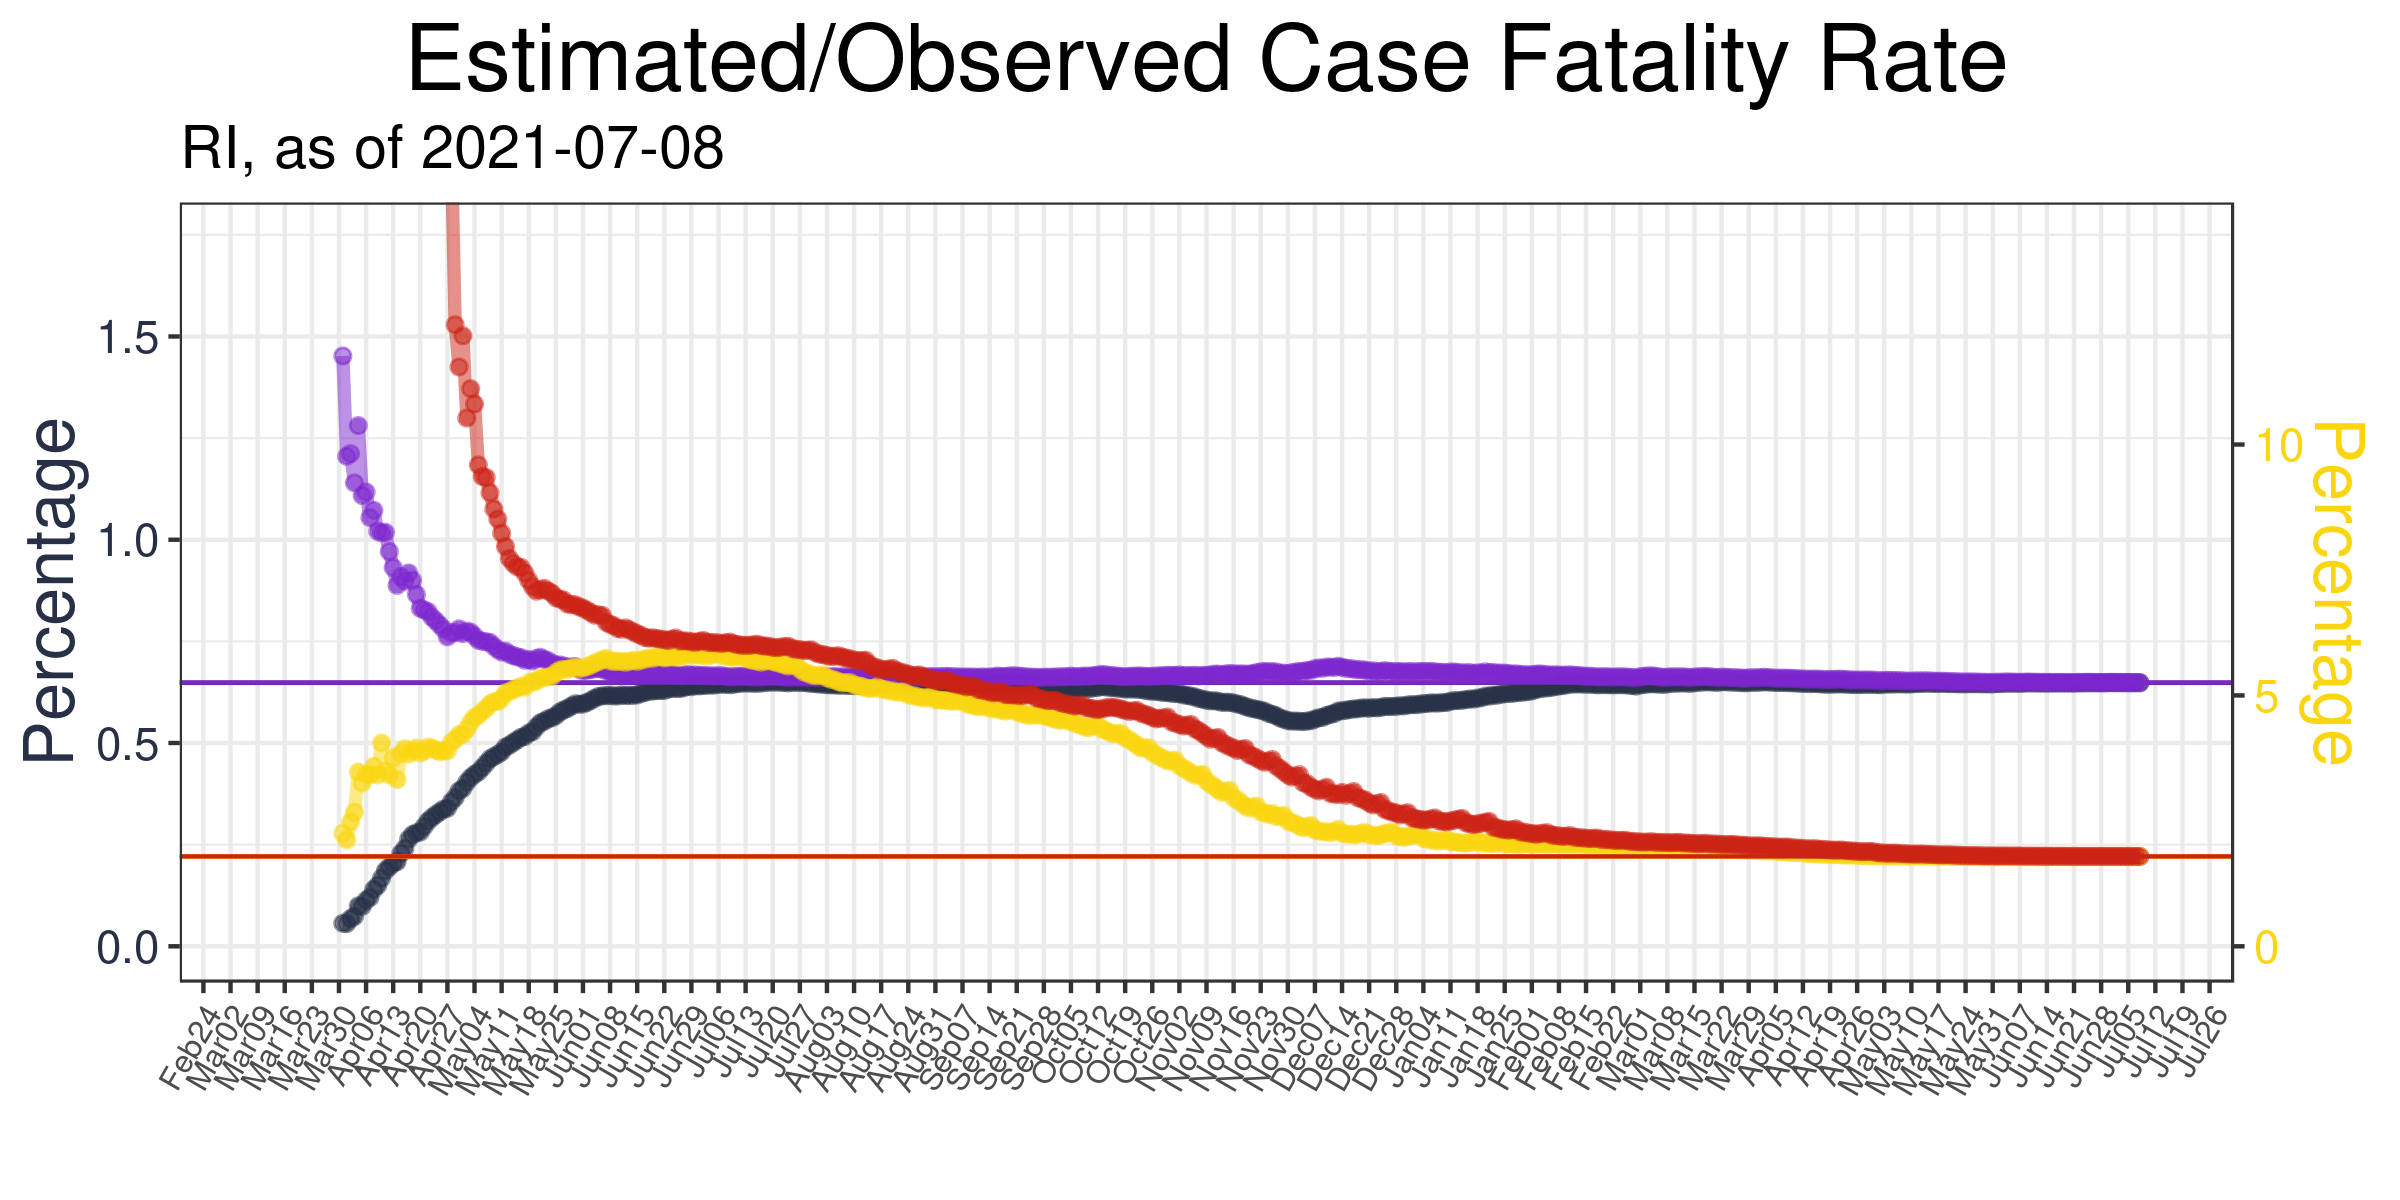 Estimated/Observed Case Fatality Rate
RI, as of 2021-07-08
Percentage
1.5
1.0
0.5
0.0
10
5
0
Percentage
Feb24
Mar02
Mar09
Mar16
Mar23
Mar30
Apr06
Apr13
Apr20
Apr27
May04
May11
May18
May25
Jun01
Jun08
Jun15
Jun22
Jun29
Jul06
Jul13
Jul20
Jul27
Aug03
Aug10
Aug17
Aug24
Aug31
Sep07
Sep14
Sep21
Sep28
Oct05
Oct12
Oct19
Oct26
Nov02
Nov09
Nov16
Nov23
Nov30
Dec07
Dec14
Dec21
Dec28
Jan04
Jan11
Jan18
Jan25
Feb01
Feb08
Feb15
Feb22
Mar01
Mar08
Mar15
Mar22
Mar29
Apr05
Apr12
Apr19
Apr26
May03
May10
May17
May24
May31
Jun07
Jun14
Jun21
Jun28
Jul05
Jul12
Jul19
Jul26